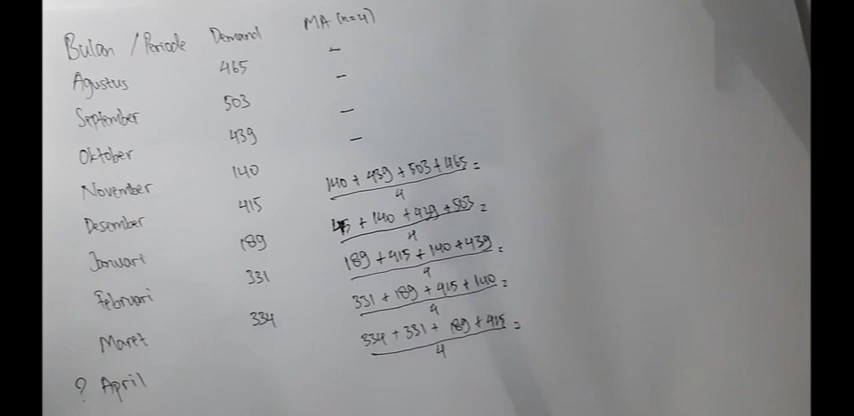 Bulan / Periode Demand MA (n=4)
Agustus 465 -
September 503 -
Oktober 439 -
November 140 -
Desember 415 140 + 439 + 503 + 465 / 4 =
Januari 189 415 + 140 + 439 + 503 / 4 =
Februari 331 189 + 415 + 140 + 439 / 4 =
Maret 334 331 + 189 + 415 + 140 / 4 =
? April 334 + 331 + 189 + 415 / 4 =